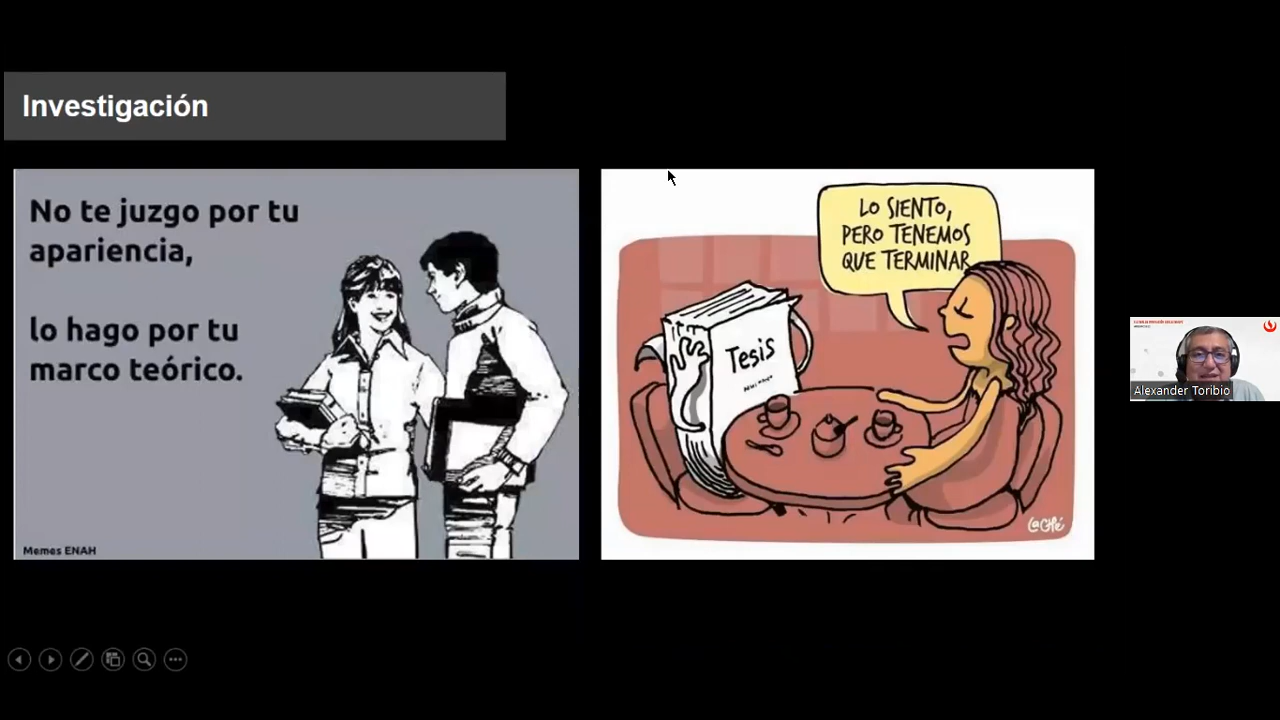 Investigación
No te juzgo por tu
apariencia,
lo hago por tu
marco teórico.
Memes ENAH
LO SIENTO,
PERO TENEMOS
QUE TERMINAR
Tesis
Alexander Toribio